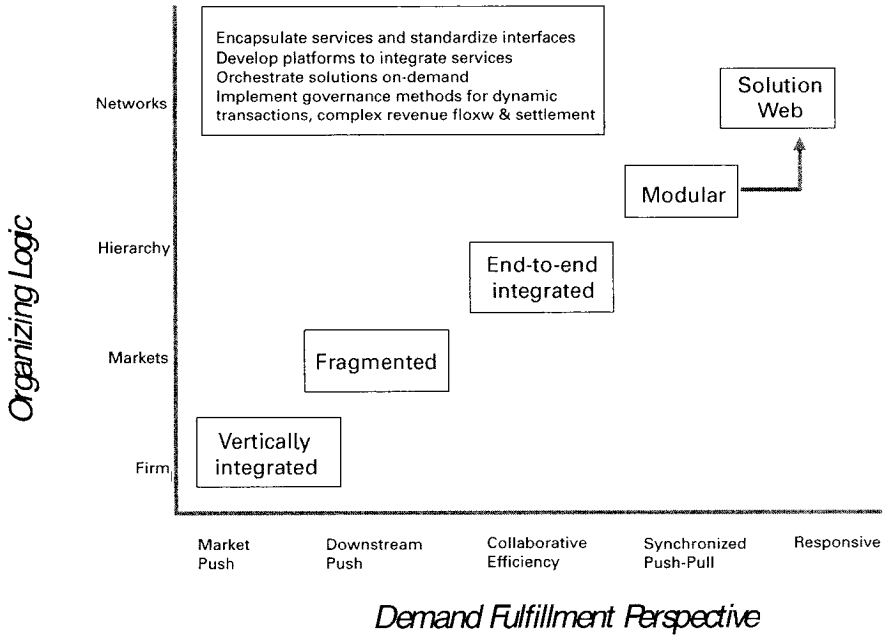 Encapsulate services and standardize interfaces
Develop platforms to integrate services
Orchestrate solutions on-demand
Implement governance methods for dynamic
transactions, complex revenue floxw & settlement
Networks
Solution
Web
Modular
Hierarchy
End-to-end
integrated
Markets
Fragmented
Vertically
integrated
Firm
Organizing Logic
Market
Push
Downstream
Push
Collaborative
Efficiency
Synchronized
Push-Pull
Responsive
Demand Fulfillment Perspective